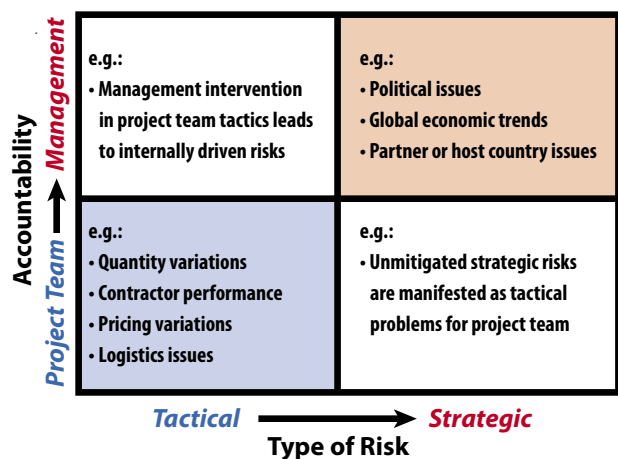 Accountability
Project Team
Management
e.g.:
• Management intervention
in project team tactics leads
to internally driven risks
e.g.:
• Political issues
• Global economic trends
• Partner or host country issues
e.g.:
• Quantity variations
• Contractor performance
• Pricing variations
• Logistics issues
e.g.:
• Unmitigated strategic risks
are manifested as tactical
problems for project team
Tactical
Strategic
Type of Risk